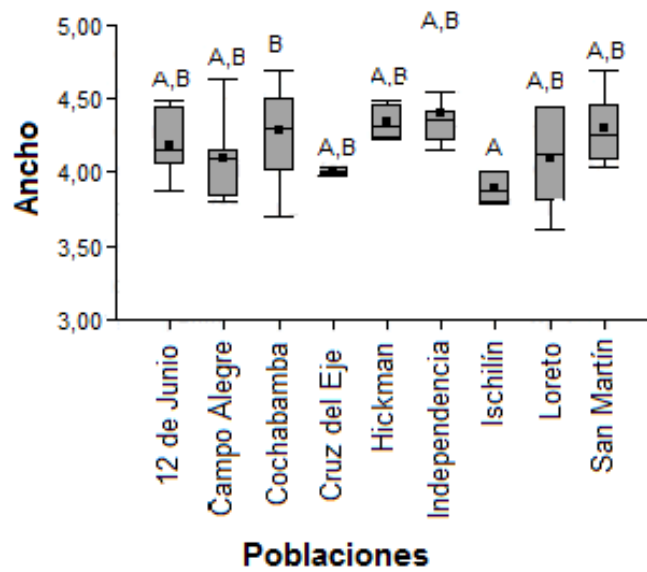 Ancho
5,00
4,50
4,00
3,50
3,00
A,B
A,B
B
A,B
A,B
A,B
A
A,B
A,B
12 de Junio
Campo Alegre
Cochabamba
Cruz del Eje
Hickman
Independencia
Ischilín
Loreto
San Martín
Poblaciones